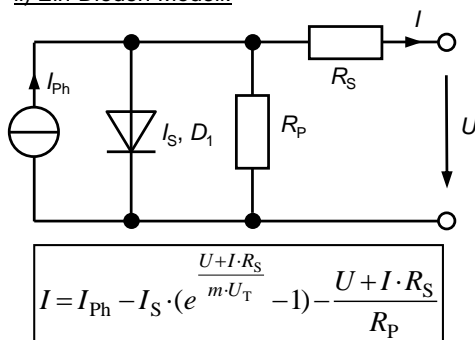 I) Ein-Dioden-Modell:
I
I_Ph
R_S
I_S, D_1
R_P
U
I = I_Ph − I_S · (e^((U+I·R_S)/(m·U_T)) −1) − (U + I · R_S)/R_P